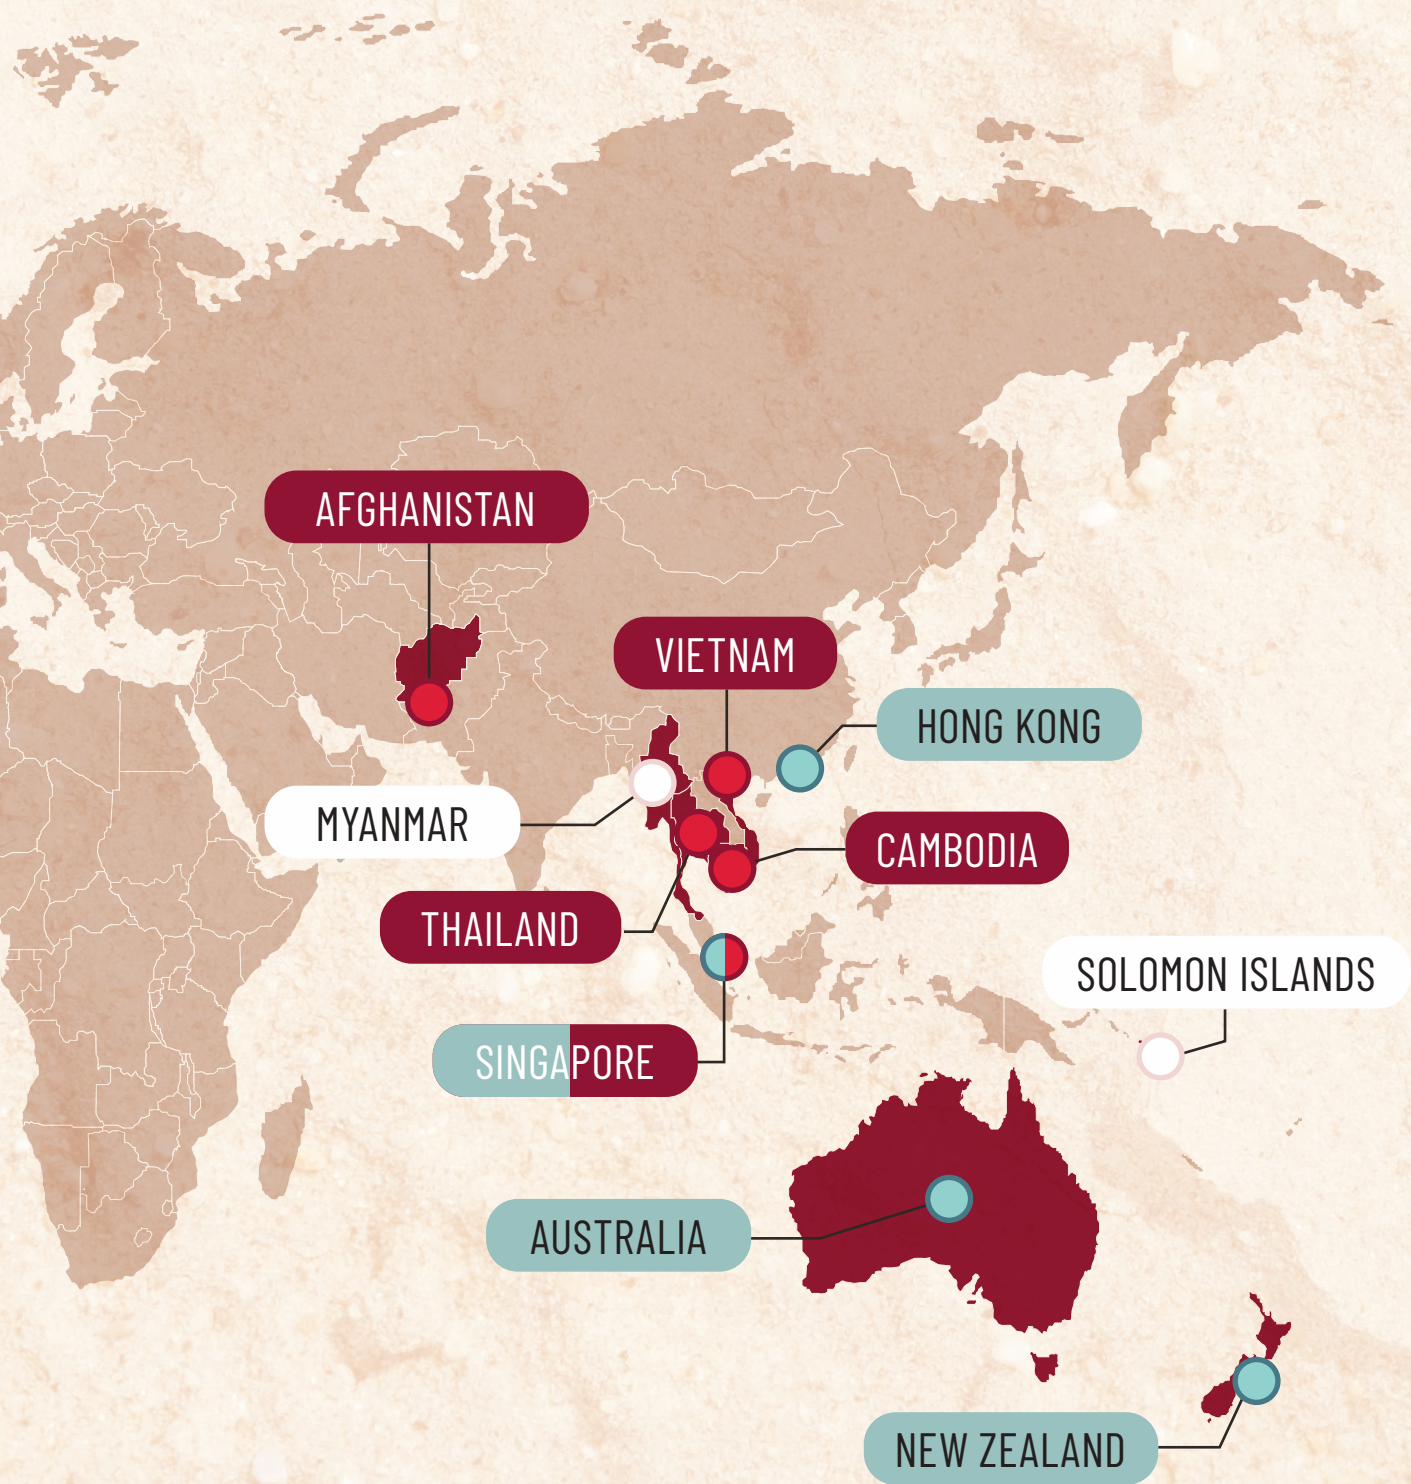 AFGHANISTAN
VIETNAM
HONG KONG
MYANMAR
CAMBODIA
THAILAND
SOLOMON ISLANDS
SINGAPORE
AUSTRALIA
NEW ZEALAND